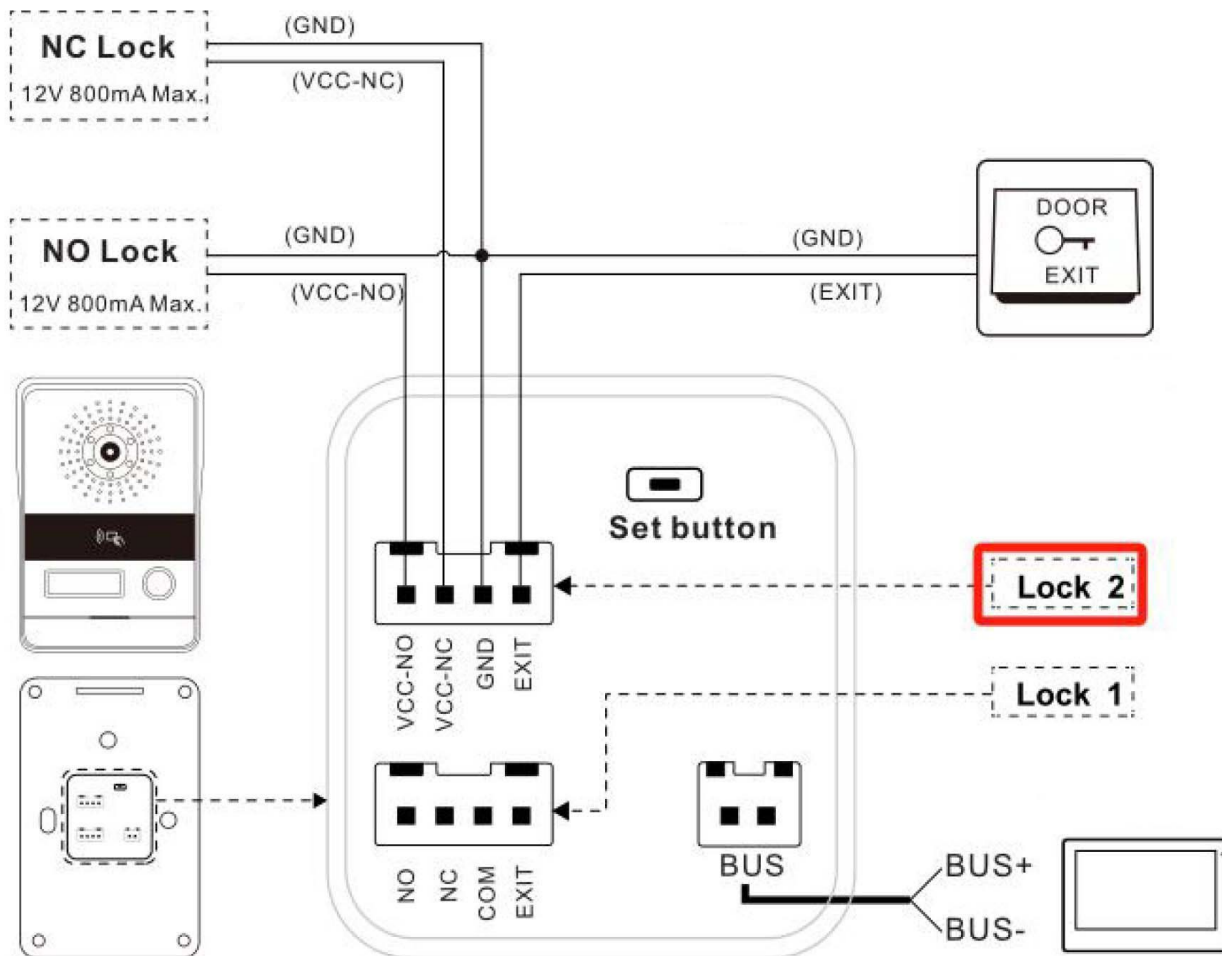 NC Lock
12V 800mA Max.
(GND)
(VCC-NC)
NO Lock
12V 800mA Max.
(GND)
(VCC-NO)
(GND)
(EXIT)
DOOR
EXIT
Set button
VCC-NO
VCC-NC
GND
EXIT
Lock 2
Lock 1
NO
NC
COM
EXIT
BUS
BUS+
BUS-